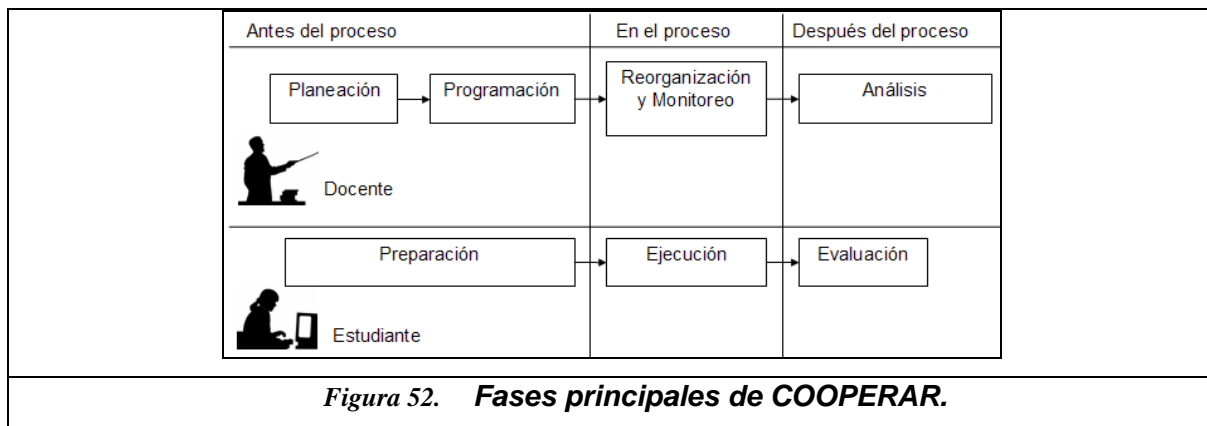 Antes del proceso
En el proceso
Después del proceso
Planeación
Programación
Reorganización
y Monitoreo
Análisis
Docente
Preparación
Ejecución
Evaluación
Estudiante
Figura 52. Fases principales de COOPERAR.